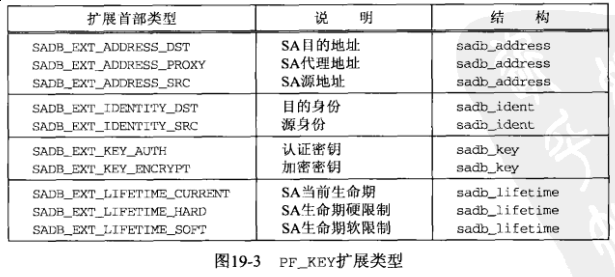 扩展首部类型 说 明 结 构
SADB_EXT_ADDRESS_DST SA目的地址 sadb_address
SADB_EXT_ADDRESS_PROXY SA代理地址 sadb_address
SADB_EXT_ADDRESS_SRC SA源地址 sadb_address
SADB_EXT_IDENTITY_DST 目的身份 sadb_ident
SADB_EXT_IDENTITY_SRC 源身份 sadb_ident
SADB_EXT_KEY_AUTH 认证密钥 sadb_key
SADB_EXT_KEY_ENCRYPT 加密密钥 sadb_key
SADB_EXT_LIFETIME_CURRENT SA当前生命期 sadb_lifetime
SADB_EXT_LIFETIME_HARD SA生命期硬限制 sadb_lifetime
SADB_EXT_LIFETIME_SOFT SA生命期软限制 sadb_lifetime
图19-3 PF_KEY扩展类型